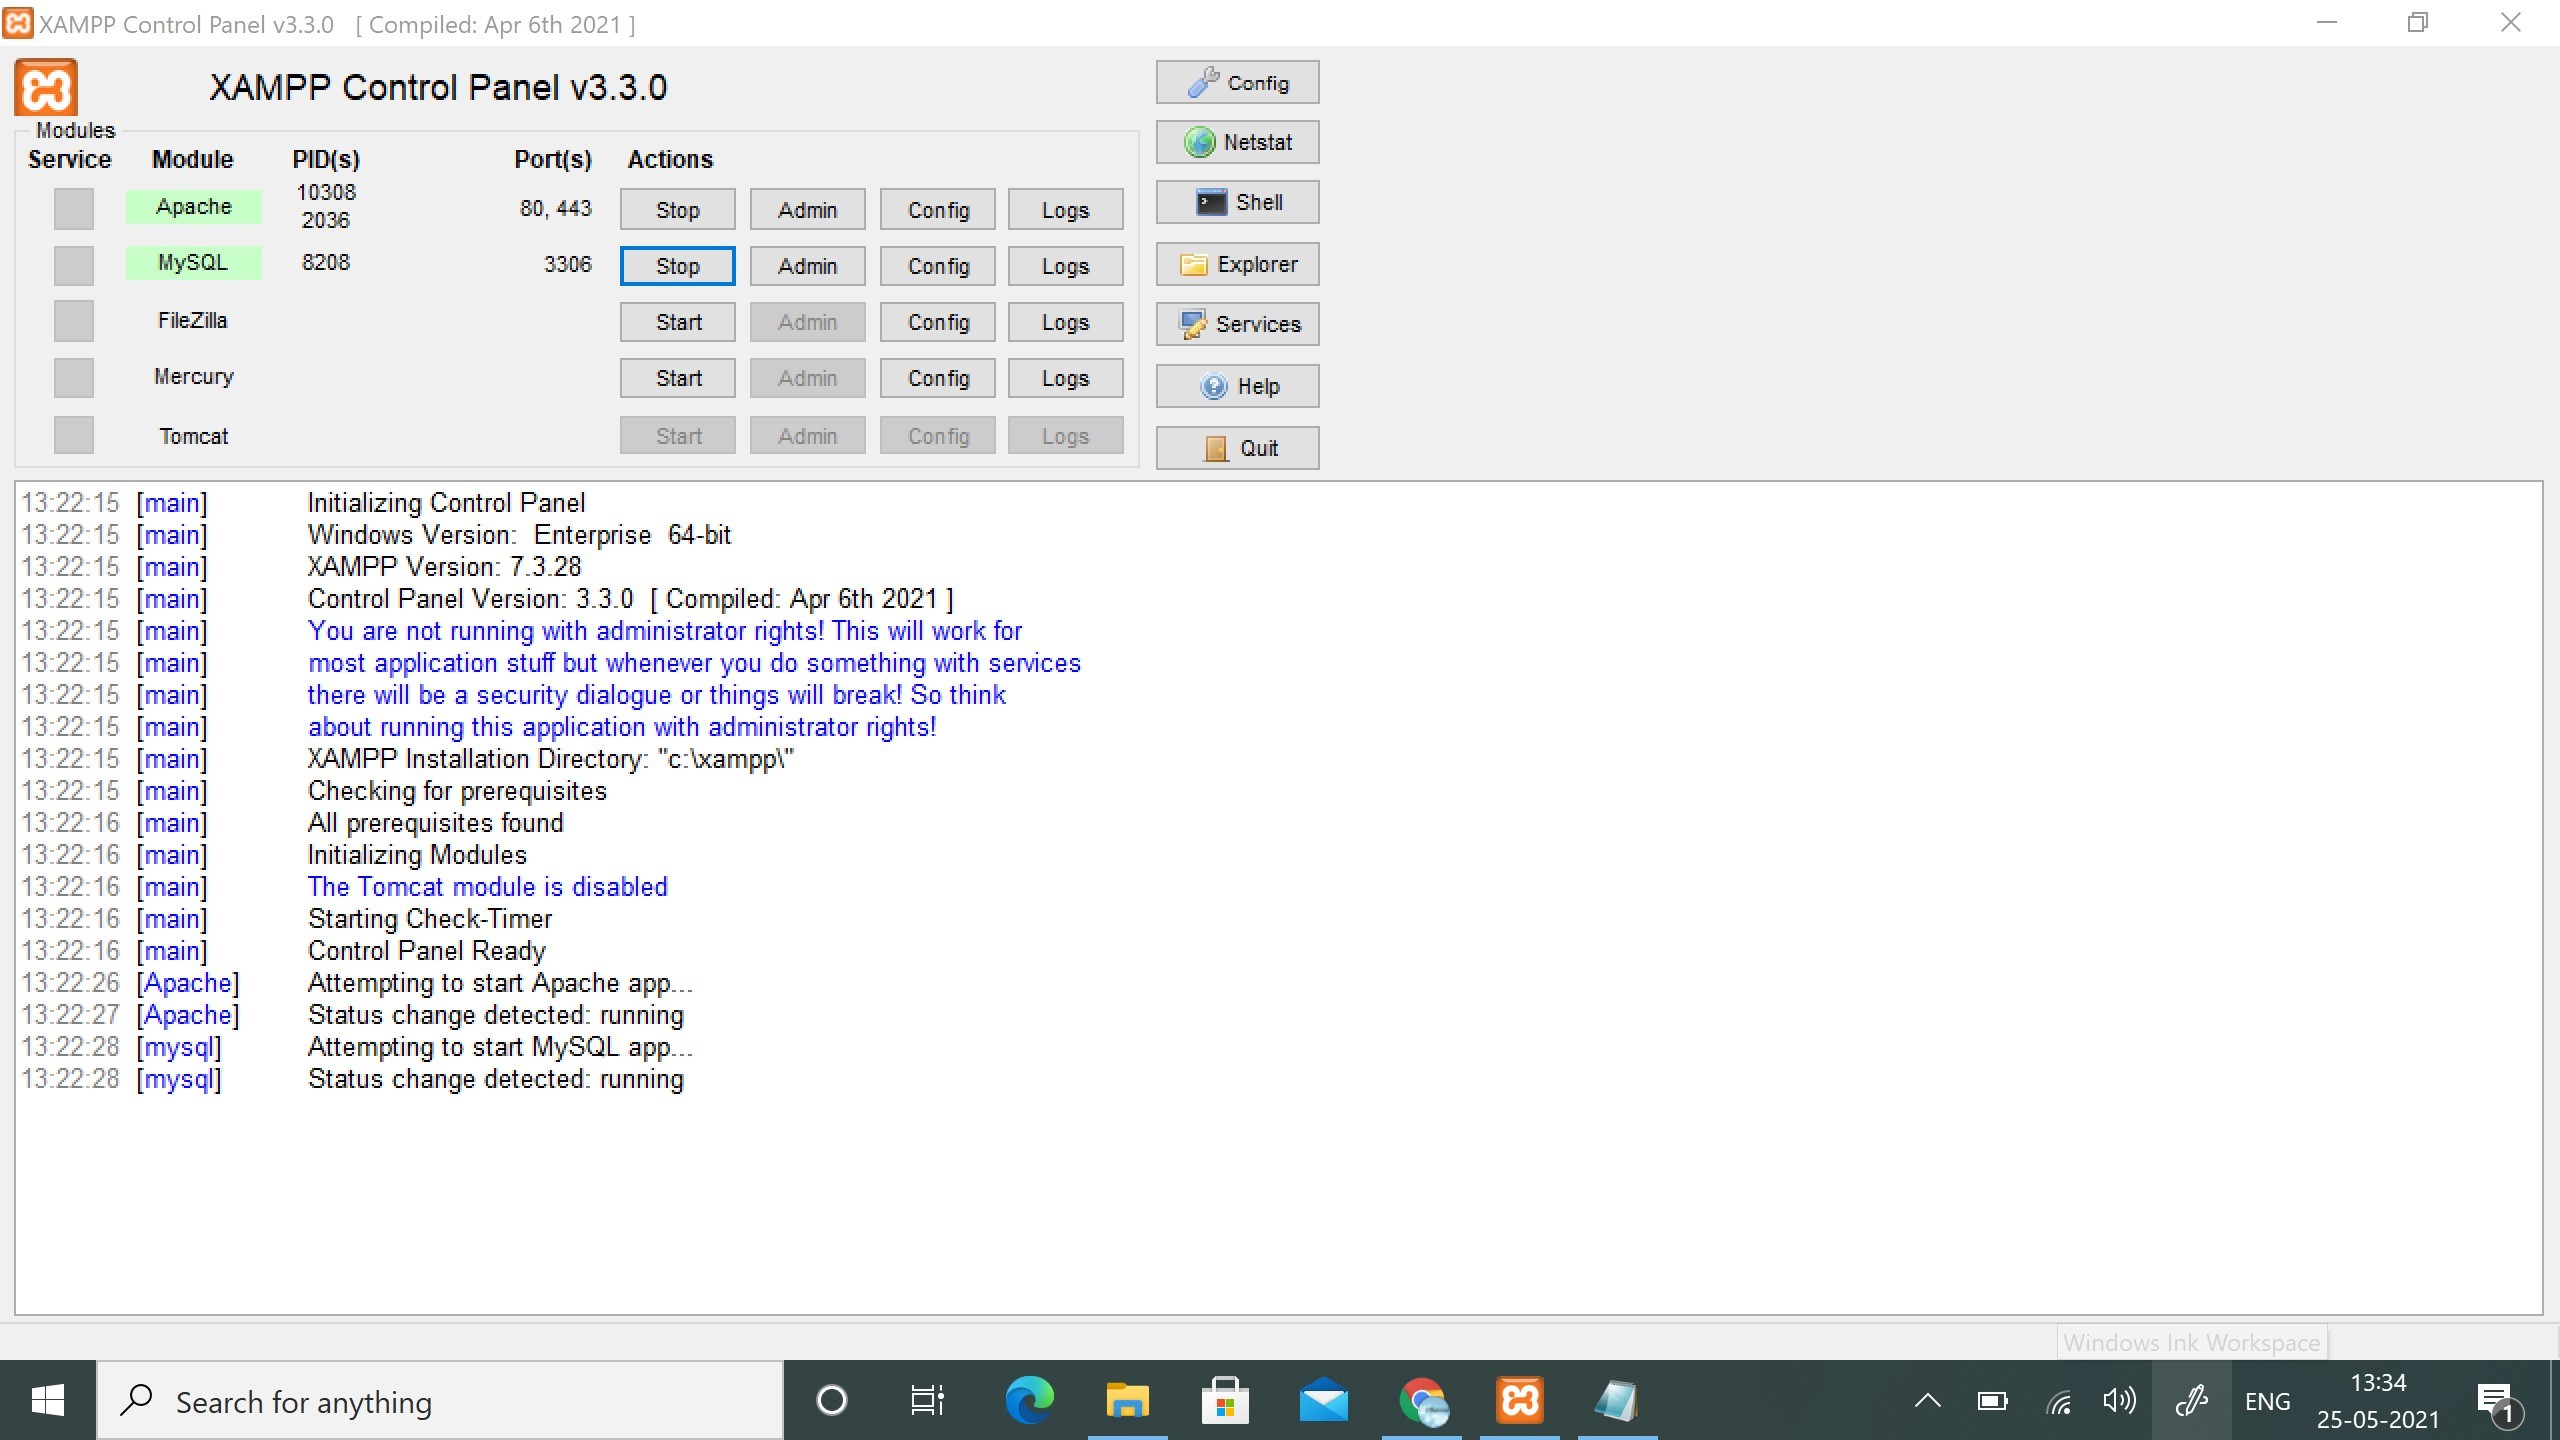 XAMPP Control Panel v3.3.0 [ Compiled: Apr 6th 2021 ]
XAMPP Control Panel v3.3.0
Config
Modules
Service Module PID(s) Port(s) Actions
Netstat
Apache 10308 2036 80, 443 Stop Admin Config Logs
Shell
MySQL 8208 3306 Stop Admin Config Logs
Explorer
FileZilla Start Admin Config Logs
Services
Mercury Start Admin Config Logs
Help
Tomcat Start Admin Config Logs
Quit
13:22:15 [main] Initializing Control Panel
13:22:15 [main] Windows Version: Enterprise 64-bit
13:22:15 [main] XAMPP Version: 7.3.28
13:22:15 [main] Control Panel Version: 3.3.0 [ Compiled: Apr 6th 2021 ]
13:22:15 [main] You are not running with administrator rights! This will work for
13:22:15 [main] most application stuff but whenever you do something with services
13:22:15 [main] there will be a security dialogue or things will break! So think
13:22:15 [main] about running this application with administrator rights!
13:22:15 [main] XAMPP Installation Directory: "c:\xampp\"
13:22:15 [main] Checking for prerequisites
13:22:16 [main] All prerequisites found
13:22:16 [main] Initializing Modules
13:22:16 [main] The Tomcat module is disabled
13:22:16 [main] Starting Check-Timer
13:22:16 [main] Control Panel Ready
13:22:26 [Apache] Attempting to start Apache app...
13:22:27 [Apache] Status change detected: running
13:22:28 [mysql] Attempting to start MySQL app...
13:22:28 [mysql] Status change detected: running
Windows Ink Workspace
Search for anything
ENG
13:34
25-05-2021
1